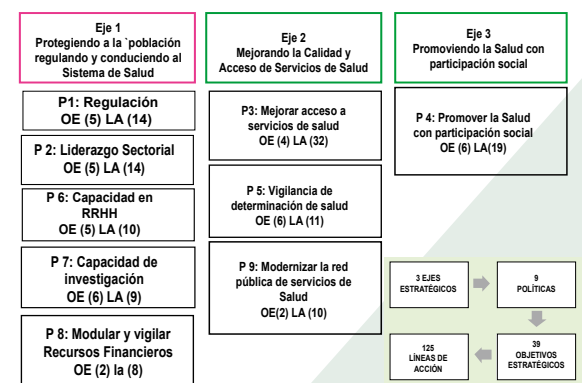 Eje 1
Protegiendo a la `población
regulando y conduciendo al
Sistema de Salud
P1: Regulación
OE (5) LA (14)
P 2: Liderazgo Sectorial
OE (5) LA (14)
P 6: Capacidad en
RRHH
OE (5) LA (10)
P 7: Capacidad de
investigación
OE (6) LA (9)
P 8: Modular y vigilar
Recursos Financieros
OE (2) la (8)
Eje 2
Mejorando la Calidad y
Acceso de Servicios de Salud
P3: Mejorar acceso a
servicios de salud
OE (4) LA (32)
P 5: Vigilancia de
determinación de salud
OE (6) LA (11)
P 9: Modernizar la red
pública de servicios de
Salud
OE(2) LA (10)
Eje 3
Promoviendo la Salud con
participación social
P 4: Promover la Salud
con participación social
OE (6) LA(19)
3 EJES
ESTRATÉGICOS
9
POLÍTICAS
39
OBJETIVOS
ESTRATÉGICOS
125
LÍNEAS DE
ACCIÓN